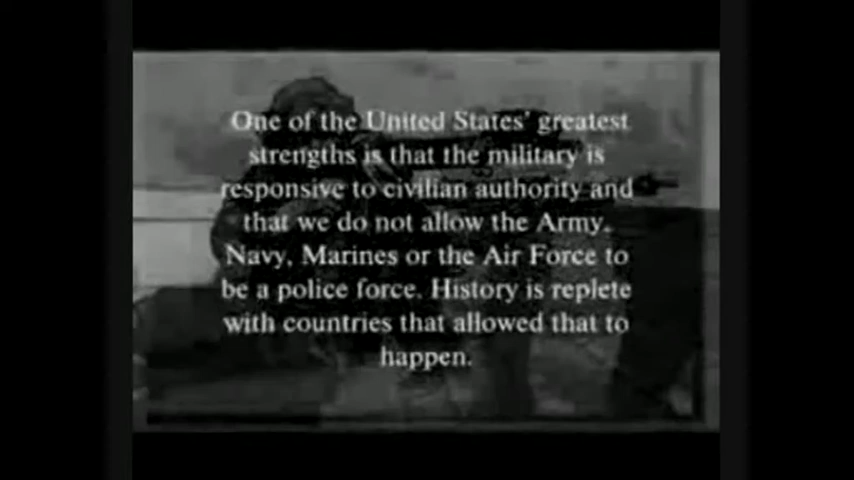 One of the United States' greatest
strengths is that the military is
responsive to civilian authority and
that we do not allow the Army,
Navy, Marines or the Air Force to
be a police force. History is replete
with countries that allowed that to
happen.